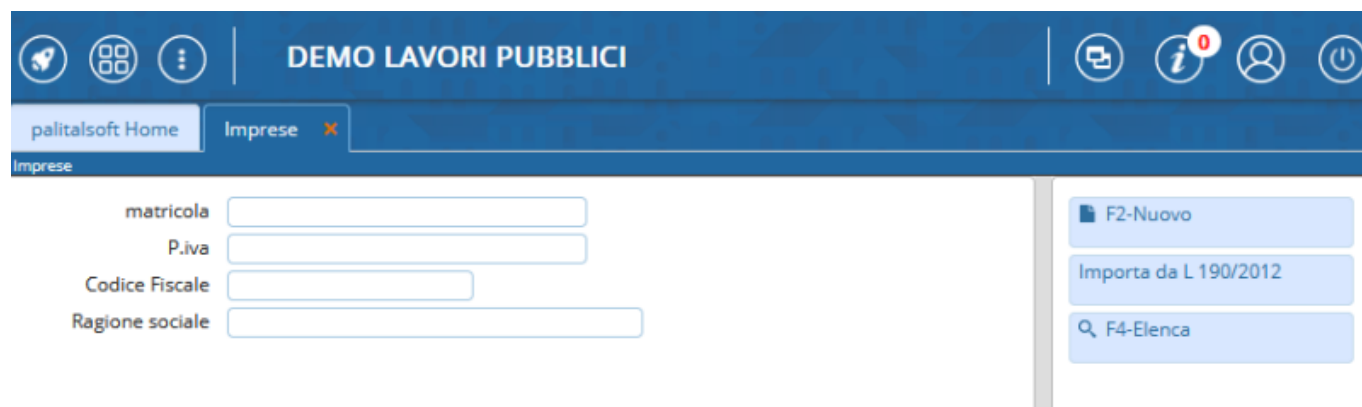 DEMO LAVORI PUBBLICI
0
palitalsoft Home
Imprese
Imprese
matricola
P.iva
Codice Fiscale
Ragione sociale
F2-Nuovo
Importa da L 190/2012
F4-Elenca